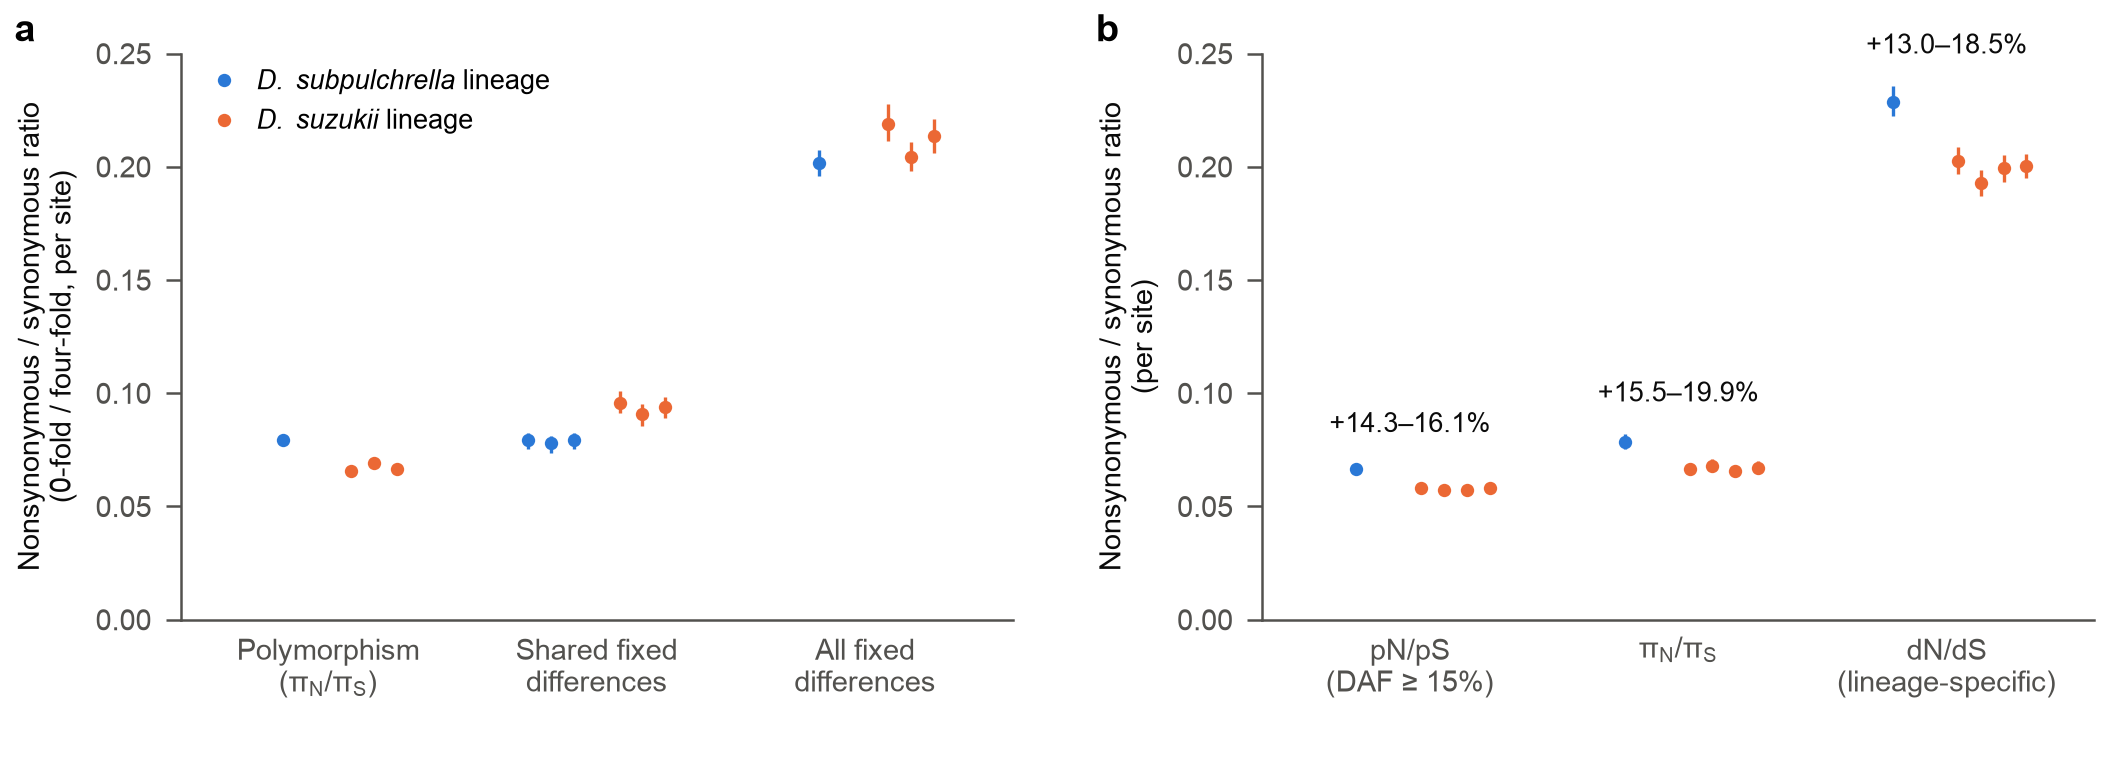 a
0.25
0.20
0.15
0.10
0.05
0.00
Nonsynonymous / synonymous ratio
(0-fold / four-fold, per site)
D. subpulchrella lineage
D. suzukii lineage
Polymorphism
(πN/πS)
Shared fixed
differences
All fixed
differences
b
0.25
0.20
0.15
0.10
0.05
0.00
Nonsynonymous / synonymous ratio
(per site)
+14.3–16.1%
+15.5–19.9%
+13.0–18.5%
pN/pS
(DAF ≥ 15%)
πN/πS
dN/dS
(lineage-specific)